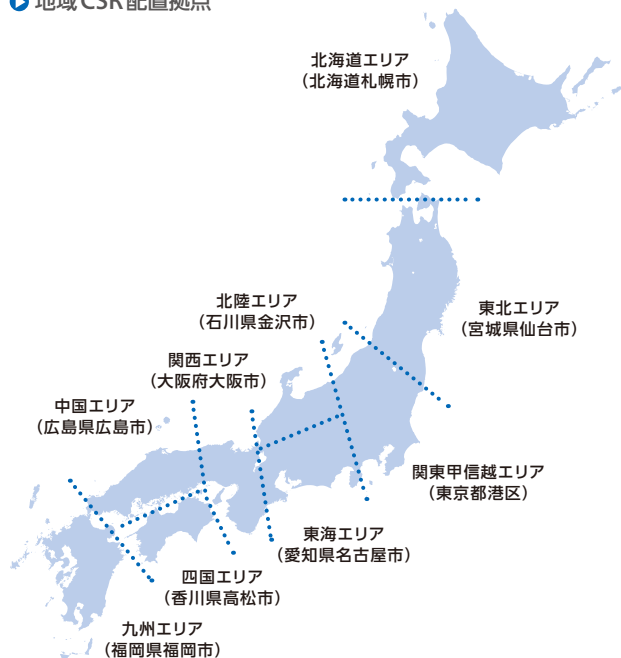 地域CSR配置拠点
北海道エリア
（北海道札幌市）
東北エリア
（宮城県仙台市）
北陸エリア
（石川県金沢市）
関西エリア
（大阪府大阪市）
中国エリア
（広島県広島市）
関東甲信越エリア
（東京都港区）
東海エリア
（愛知県名古屋市）
四国エリア
（香川県高松市）
九州エリア
（福岡県福岡市）